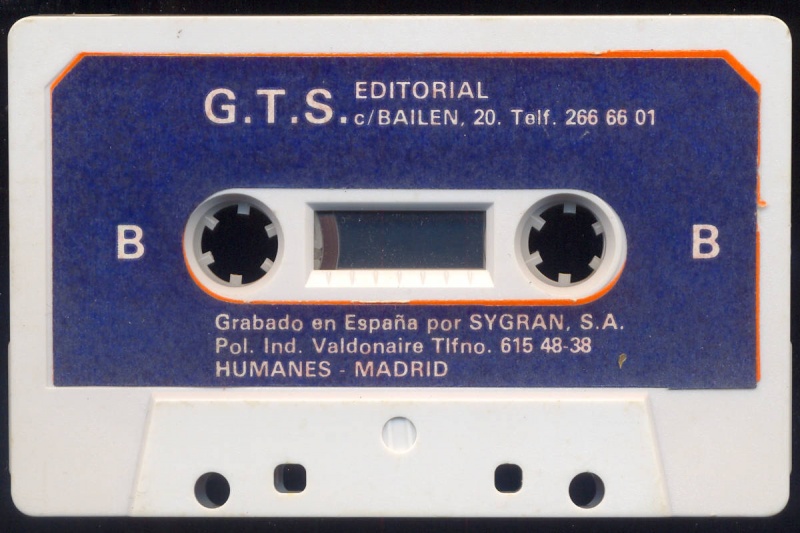 G.T.S. EDITORIAL
c/BAILEN, 20. Telf. 266 66 01
B B
Grabado en España por SYGRAN, S.A.
Pol. Ind. Valdonaire Tlfno. 615 48-38
HUMANES - MADRID